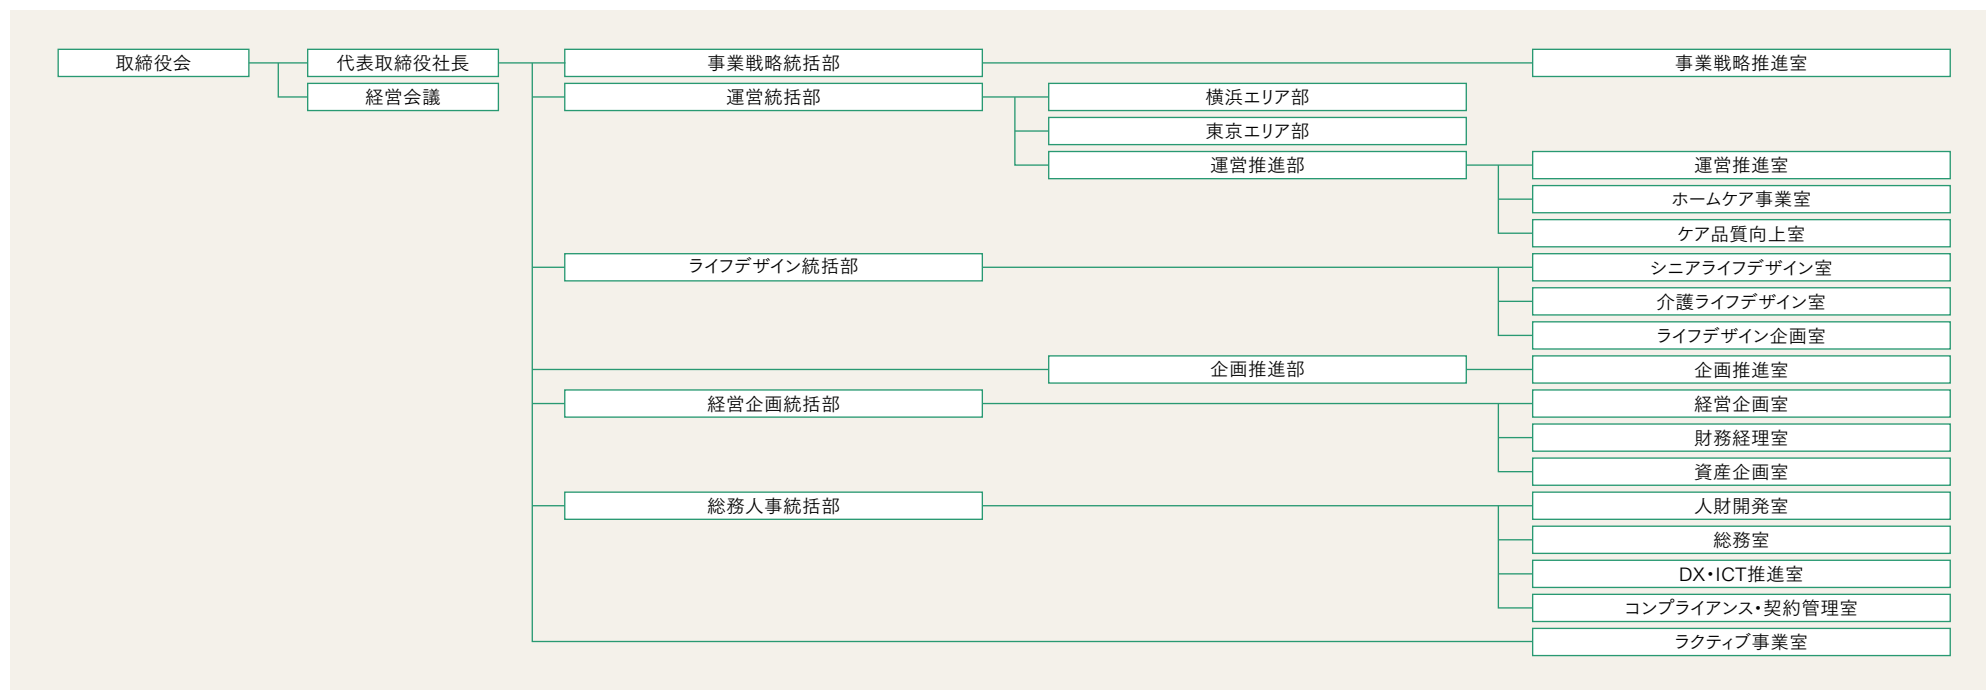 取締役会
代表取締役社長
経営会議
事業戦略統括部
事業戦略推進室
運営統括部
横浜エリア部
東京エリア部
運営推進部
運営推進室
ホームケア事業室
ケア品質向上室
ライフデザイン統括部
シニアライフデザイン室
介護ライフデザイン室
ライフデザイン企画室
企画推進部
企画推進室
経営企画統括部
経営企画室
財務経理室
資産企画室
総務人事統括部
人財開発室
総務室
DX・ICT推進室
コンプライアンス・契約管理室
ラクティブ事業室